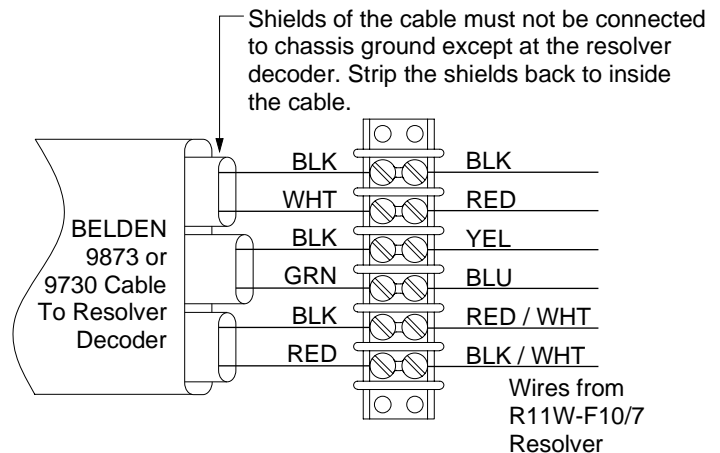 Shields of the cable must not be connected
to chassis ground except at the resolver
decoder. Strip the shields back to inside
the cable.
BLK BLK
WHT RED
BLK YEL
GRN BLU
BLK RED / WHT
RED BLK / WHT
BELDEN
9873 or
9730 Cable
To Resolver
Decoder
Wires from
R11W-F10/7
Resolver